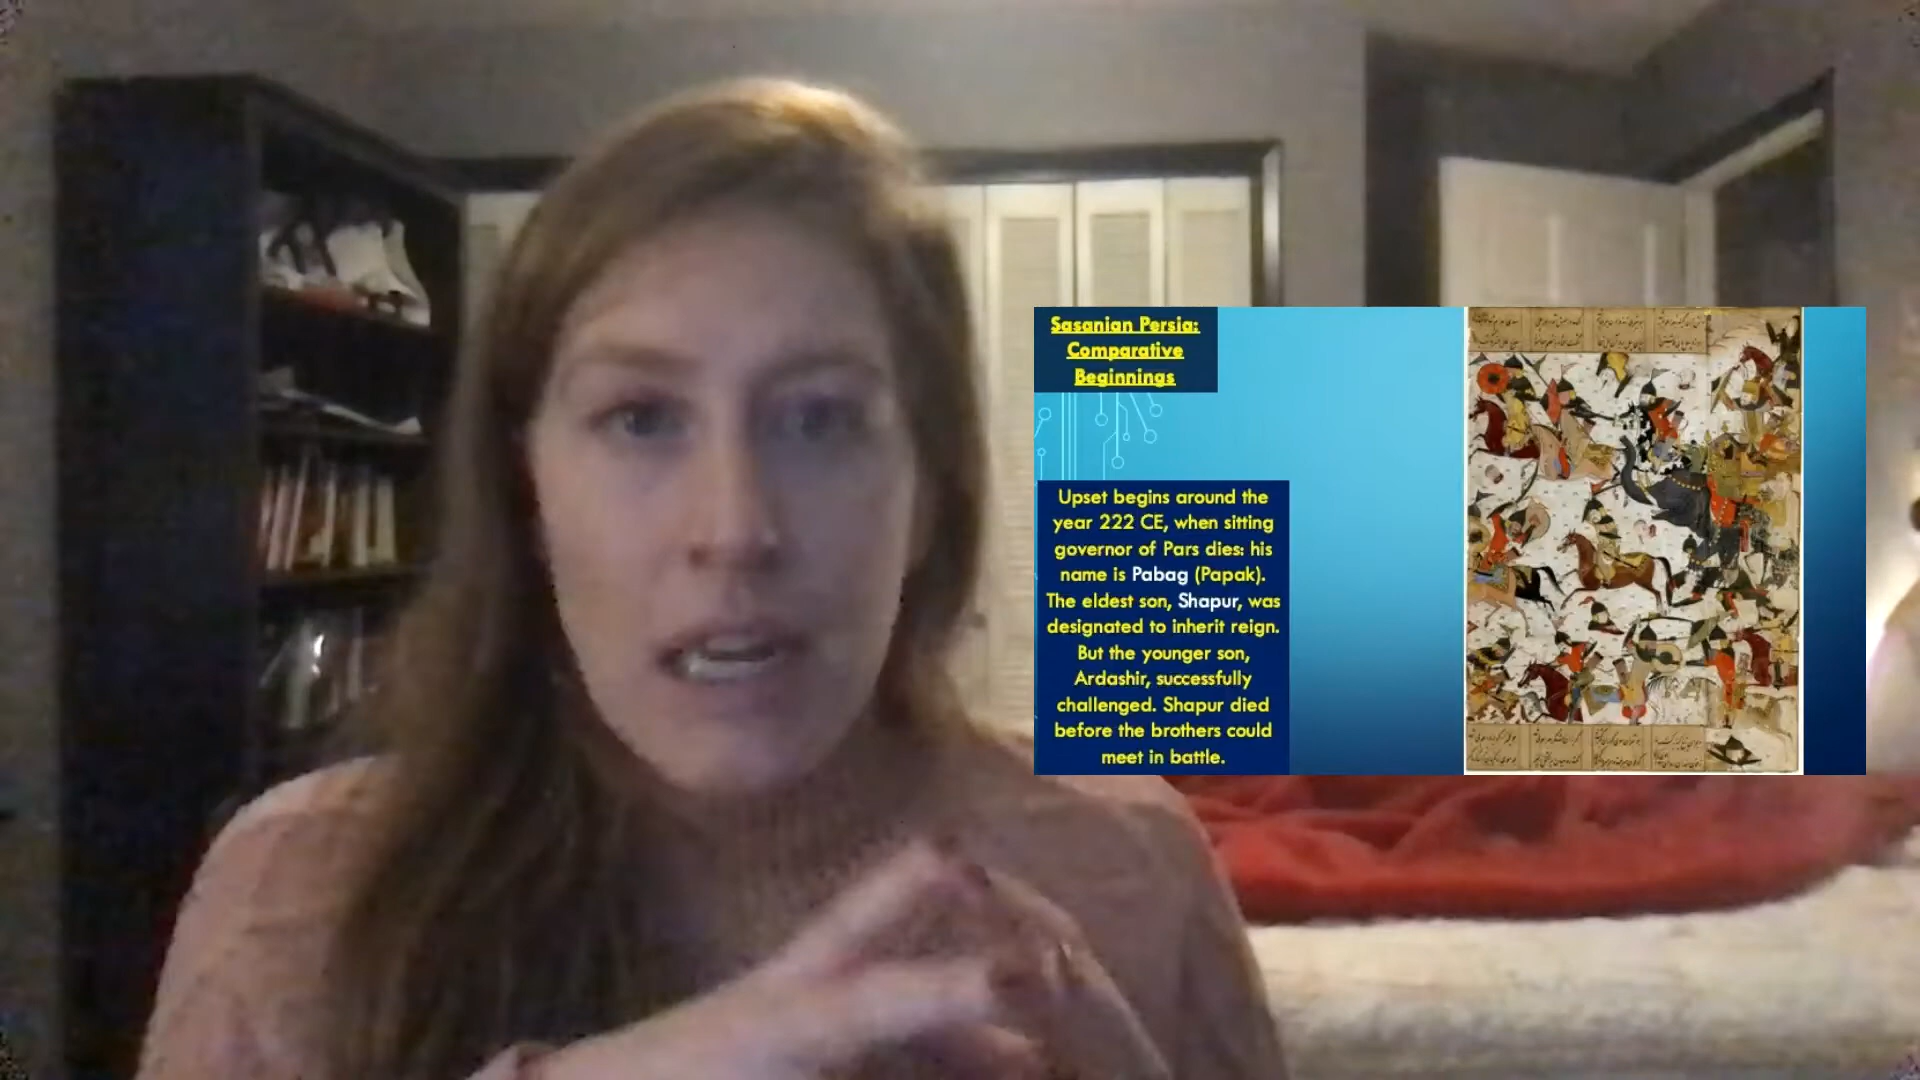 Sasanian Persia:
Comparative
Beginnings
Upset begins around the
year 222 CE, when sitting
governor of Pars dies: his
name is Pabag (Papak).
The eldest son, Shapur, was
designated to inherit reign.
But the younger son,
Ardashir, successfully
challenged. Shapur died
before the brothers could
meet in battle.